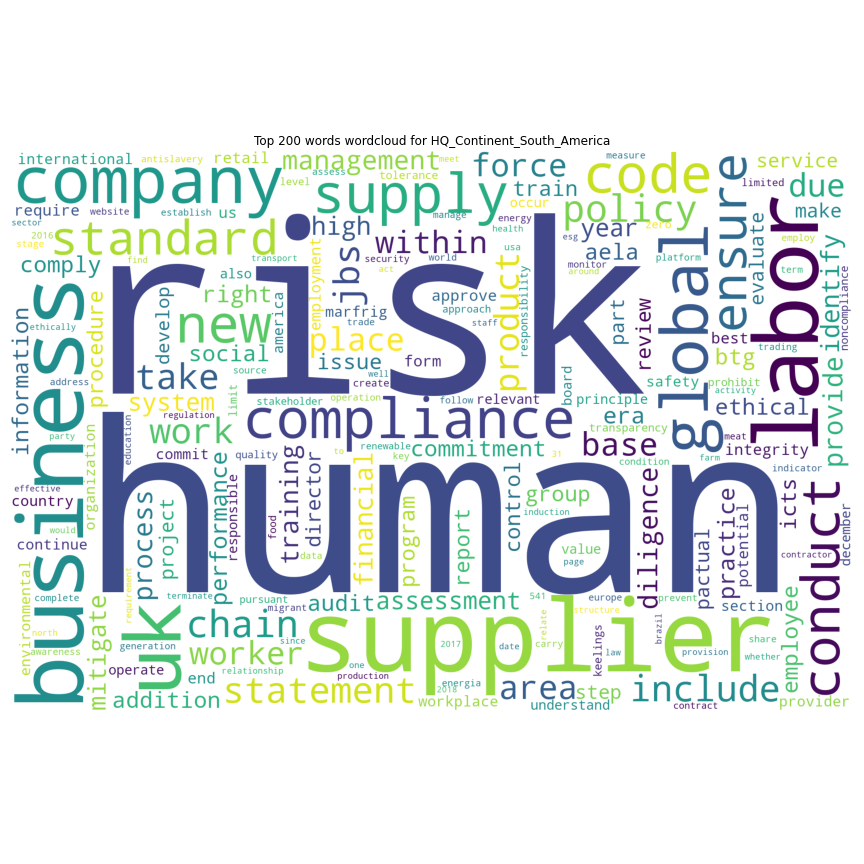 Top 200 words wordcloud for HQ_Continent_South_America
international antislavery retail management assess meet force measure code service
company level tolerance train limited due
require website establish us supply occur manage policy make
sector 2016 stage standard high within health energy year zero platform employ
comply find transport employment jbs security act world usa aela esg monitor around term
also right america marfrig approve approach staff responsibility product part global ensure evaluate trading identify provide noncompliance
information ethically procedure develop new social source place trade issue form well create risk review best btg labor
address business take system limit stakeholder operation follow relevant board principle era safety prohibit activity ethical
party regulation work compliance commitment transparency base meat integrity
organization education commit quality renewable key to 31 condition farm indicator
effective country performance responsible training director financial control group diligence practice icts december
would continue process project food data program report induction value page human pactual potential conduct contractor
environmental complete requirement terminate pursuant migrant audit assessment 541 europe structure prevent section employee
north awareness mitigate uk generation chain since 2017 supplier date carry relate keelings law brazil provision share whether
operate end worker relationship one production statement 2018 energia area step include
addition workplace understand contract provider